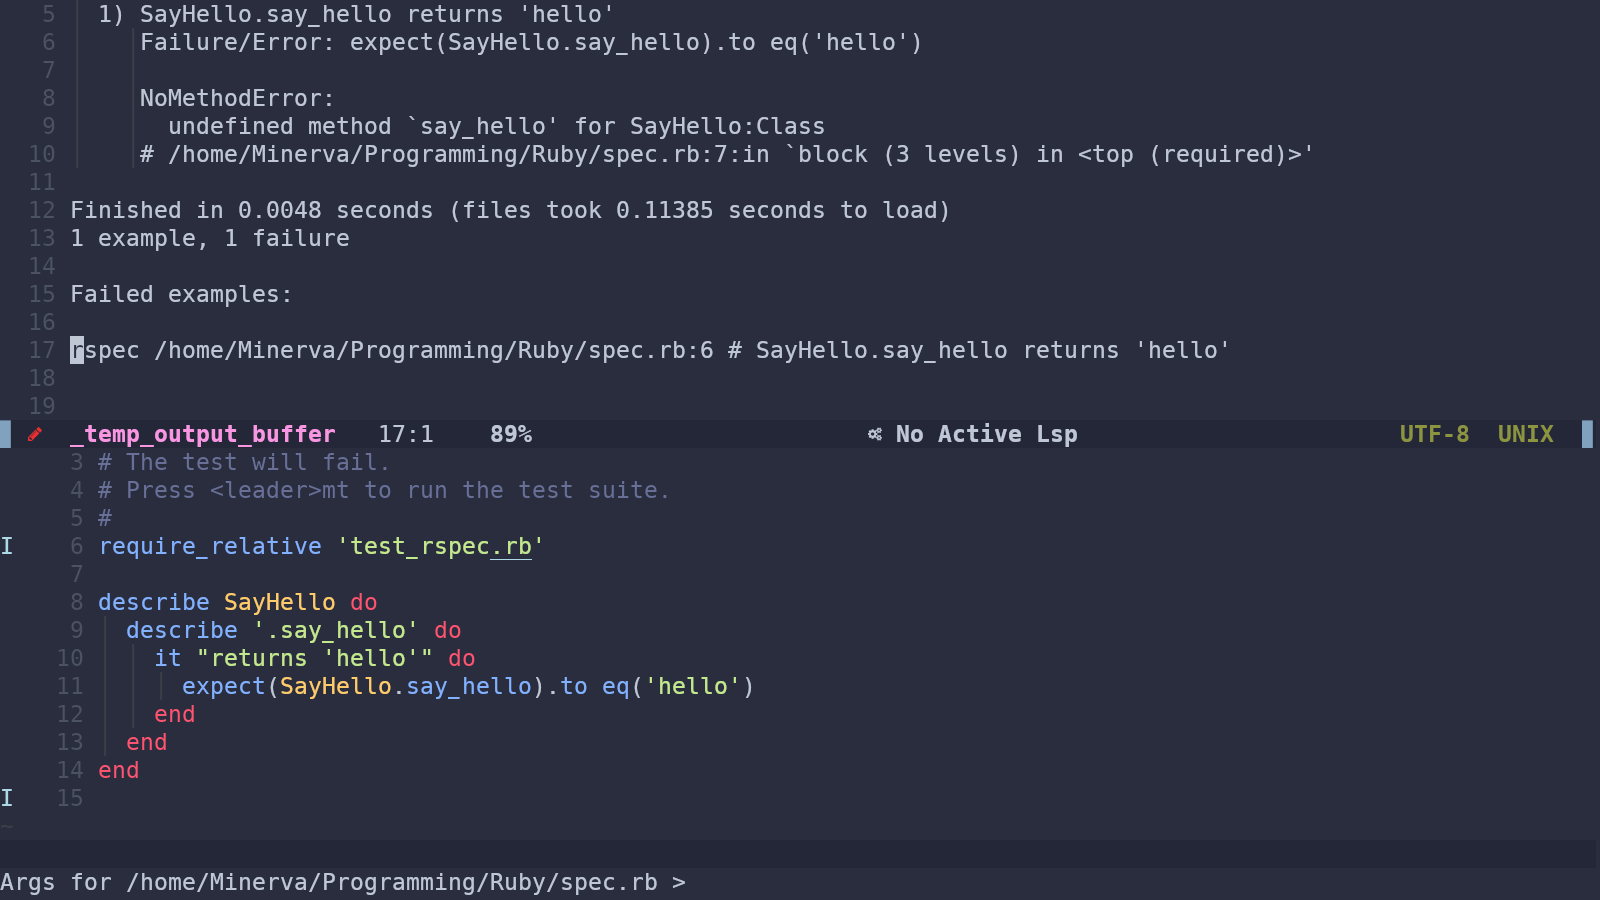 5 1) SayHello.say_hello returns 'hello'
6 Failure/Error: expect(SayHello.say_hello).to eq('hello')
7
8 NoMethodError:
9 undefined method `say_hello' for SayHello:Class
10 # /home/Minerva/Programming/Ruby/spec.rb:7:in `block (3 levels) in <top (required)>'
11
12 Finished in 0.0048 seconds (files took 0.11385 seconds to load)
13 1 example, 1 failure
14
15 Failed examples:
16
17 rspec /home/Minerva/Programming/Ruby/spec.rb:6 # SayHello.say_hello returns 'hello'
18
19
_temp_output_buffer 17:1 89% No Active Lsp UTF-8 UNIX
3 # The test will fail.
4 # Press <leader>mt to run the test suite.
5 #
I 6 require_relative 'test_rspec.rb'
7
8 describe SayHello do
9 describe '.say_hello' do
10 it "returns 'hello'" do
11 expect(SayHello.say_hello).to eq('hello')
12 end
13 end
14 end
I 15
~
Args for /home/Minerva/Programming/Ruby/spec.rb >